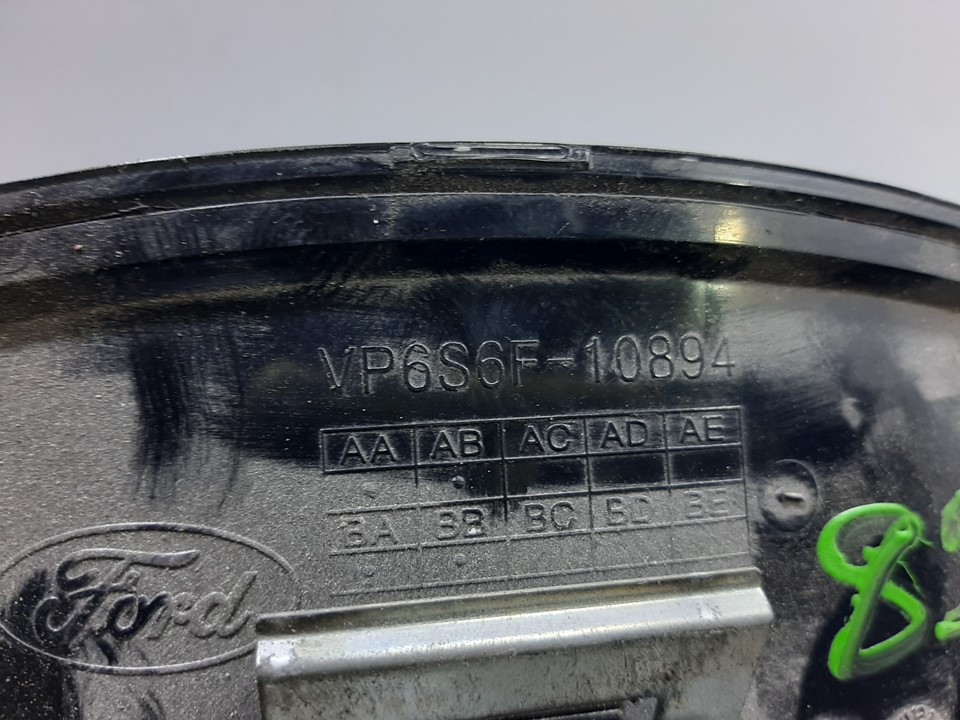 VP6S6F-10894
AA AB AC AD AE
BA BB BC BD BE
Ford